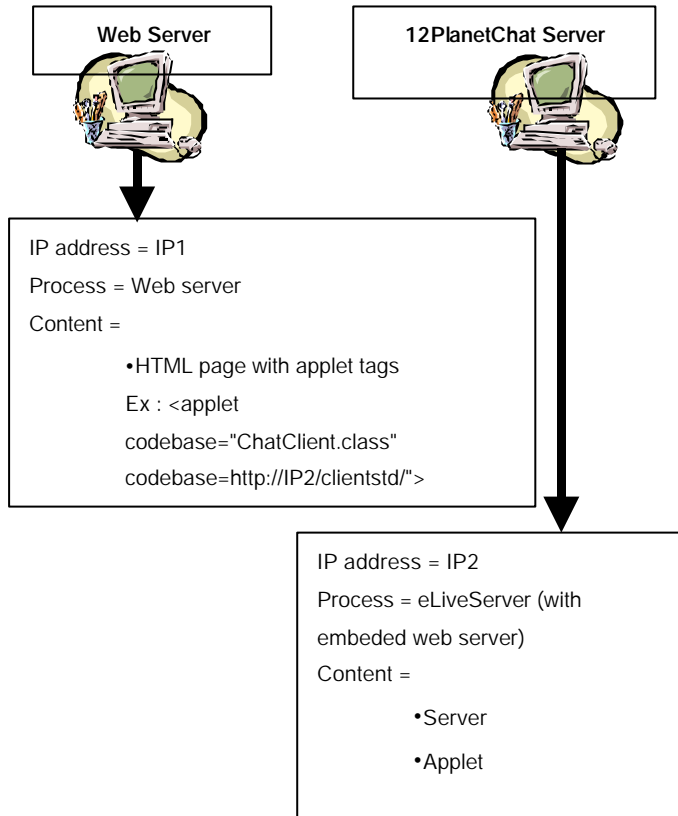 Web Server
12PlanetChat Server
IP address = IP1
Process = Web server
Content =
•HTML page with applet tags
Ex : <applet
codebase="ChatClient.class"
codebase=http://IP2/clientstd/">
IP address = IP2
Process = eLiveServer (with
embeded web server)
Content =
•Server
•Applet